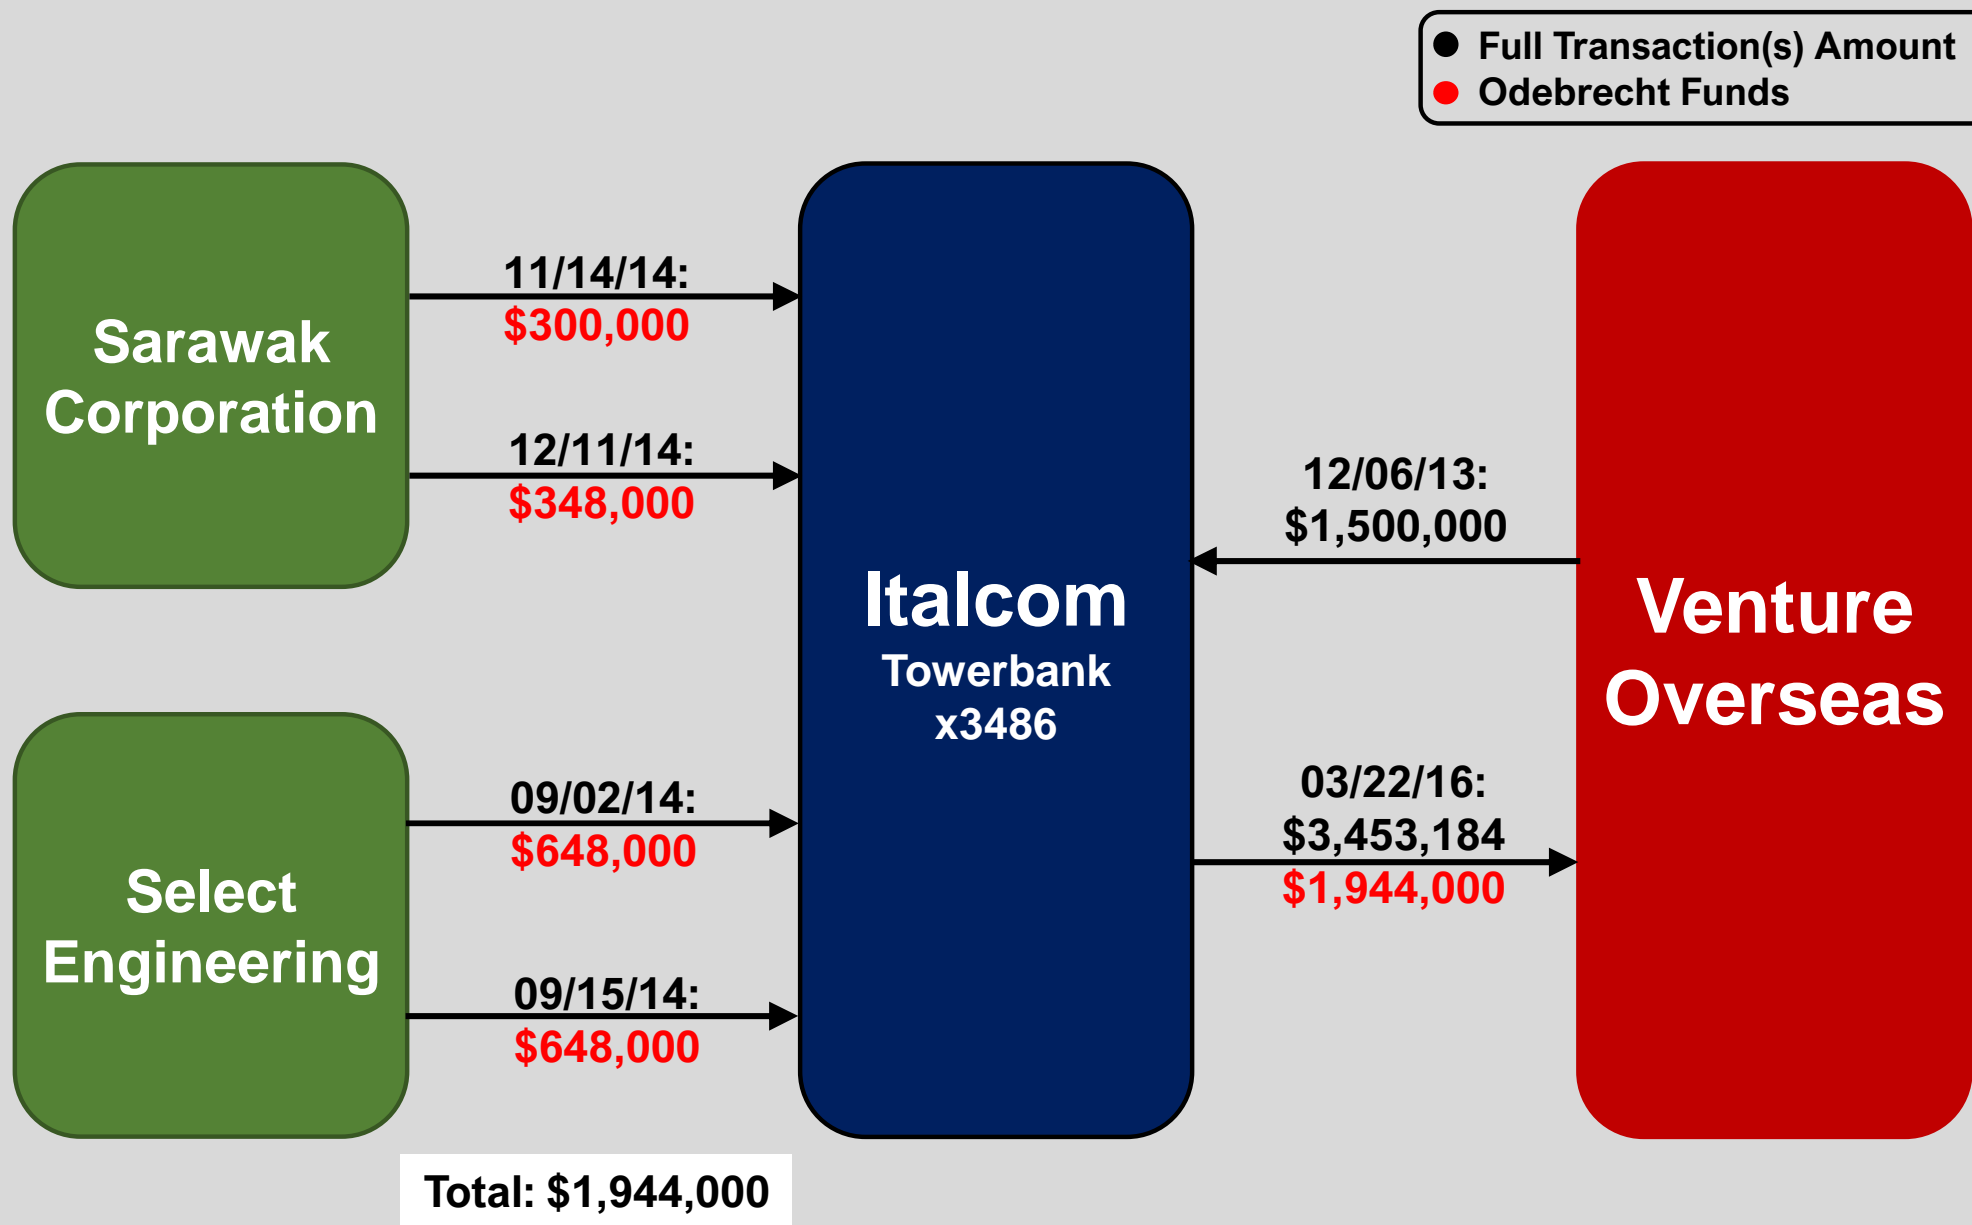 Full Transaction(s) Amount
Odebrecht Funds
Sarawak
Corporation
11/14/14:
$300,000
12/11/14:
$348,000
Select
Engineering
09/02/14:
$648,000
09/15/14:
$648,000
Total: $1,944,000
Italcom
Towerbank
x3486
12/06/13:
$1,500,000
03/22/16:
$3,453,184
$1,944,000
Venture
Overseas